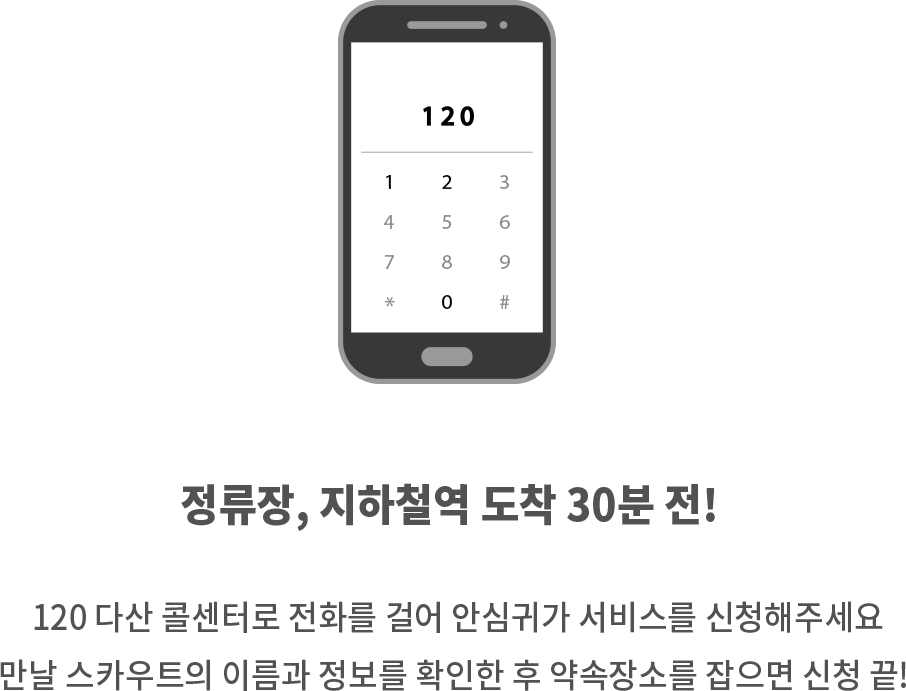 120
1 2 3
4 5 6
7 8 9
* 0 #
정류장, 지하철역 도착 30분 전!
120 다산 콜센터로 전화를 걸어 안심귀가 서비스를 신청해주세요
만날 스카우트의 이름과 정보를 확인한 후 약속장소를 잡으면 신청 끝!